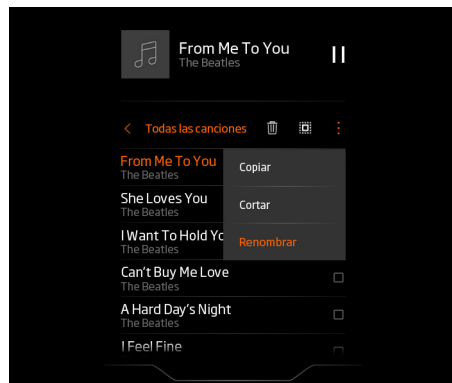 From Me To You
The Beatles
Todas las canciones
From Me To You
The Beatles
Copiar
She Loves You
The Beatles
Cortar
I Want To Hold Yo
The Beatles
Renombrar
Can't Buy Me Love
The Beatles
A Hard Day's Night
The Beatles
I Feel Fine